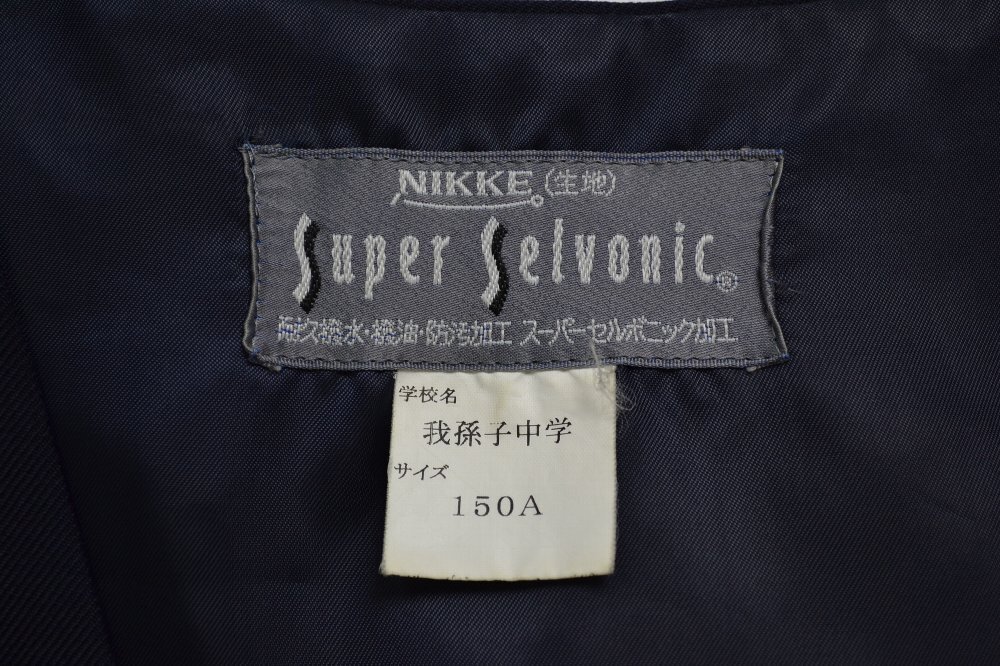 NIKKE（生地）
Super Selvonic®
耐久撥水・撥油・防汚加工 スーパーセルボニック加工
学校名
我孫子中学
サイズ
150A